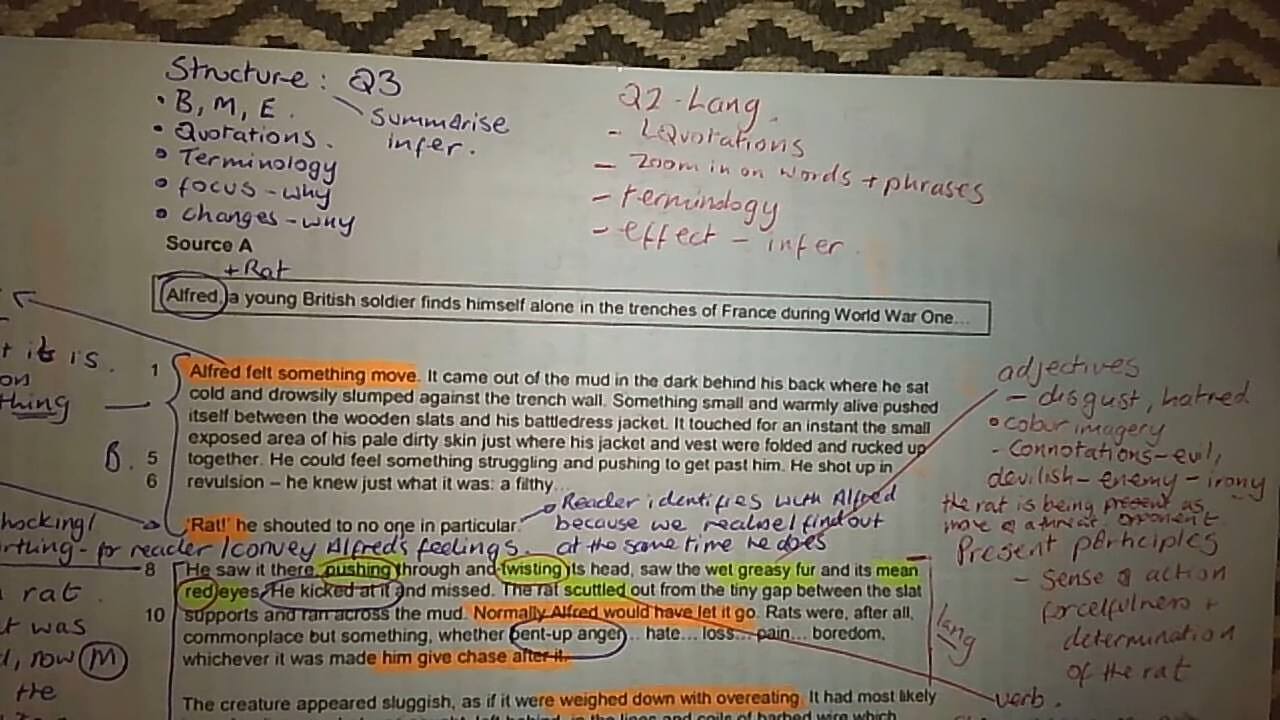 Structure : Q3
• B, M, E.
summarise
infer.
• Quotations.
• Terminology
• focus - why
• changes - why
Q2 - Lang.
- Quotations
- Zoom in on words + phrases
- terminology
- effect - infer.
Source A
+ Rat
Alfred, a young British soldier finds himself alone in the trenches of France during World War One...
it is.
on
thing
B.
1 Alfred felt something move. It came out of the mud in the dark behind his back where he sat
cold and drowsily slumped against the trench wall. Something small and warmly alive pushed
itself between the wooden slats and his battledress jacket. It touched for an instant the small
exposed area of his pale dirty skin just where his jacket and vest were folded and rucked up
5 together. He could feel something struggling and pushing to get past him. He shot up in
6 revulsion – he knew just what it was: a filthy...
'Rat!' he shouted to no one in particular.
Reader identifies with Alfred
because we realise/find out
at the same time he does
hocking/
for reader / convey Alfred's feelings.
8 He saw it there, pushing through and twisting its head, saw the wet greasy fur and its mean
red eyes. He kicked at it and missed. The rat scuttled out from the tiny gap between the slat
10 supports and ran across the mud. Normally Alfred would have let it go. Rats were, after all,
commonplace but something, whether pent-up anger... hate... loss... pain... boredom,
whichever it was made him give chase after it.
The creature appeared sluggish, as if it were weighed down with overeating. It had most likely
rat.
was
now M
the
adjectives
- disgust, hatred
• colour imagery
- Connotations - evil,
devilish - enemy - irony
the rat is being present as
more of a threat. opponent
Present participles
- Sense of action
forcefulness +
determination
of the rat
lang
verb.